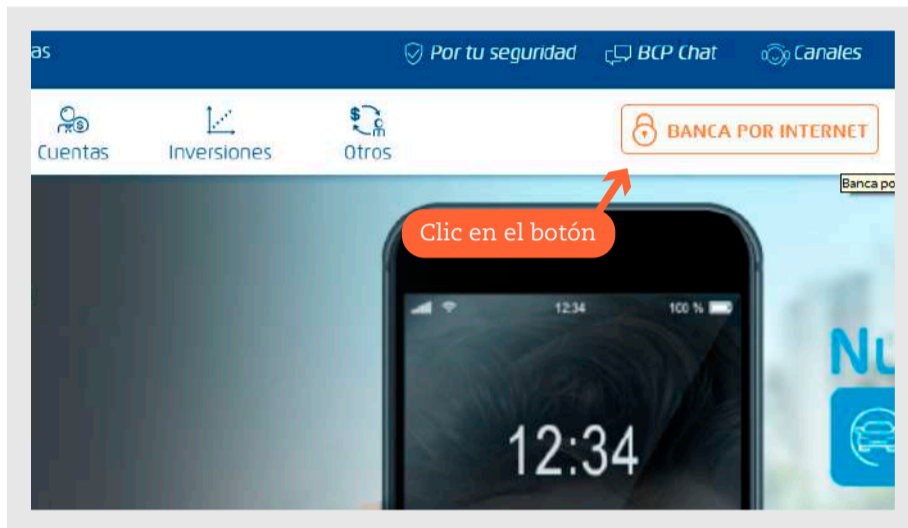 as
Por tu seguridad
BCP Chat
Canales
Cuentas
Inversiones
Otros
BANCA POR INTERNET
Banca po
Clic en el botón
12:34
100 %
Nu
12:34